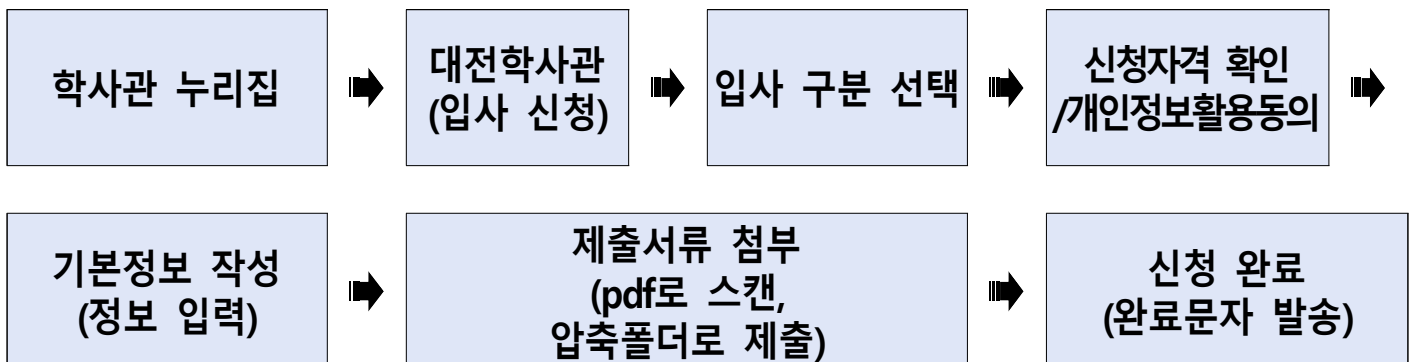 학사관 누리집
대전학사관
(입사 신청)
입사 구분 선택
신청자격 확인
/개인정보활용동의
기본정보 작성
(정보 입력)
제출서류 첨부
(pdf로 스캔,
압축폴더로 제출)
신청 완료
(완료문자 발송)